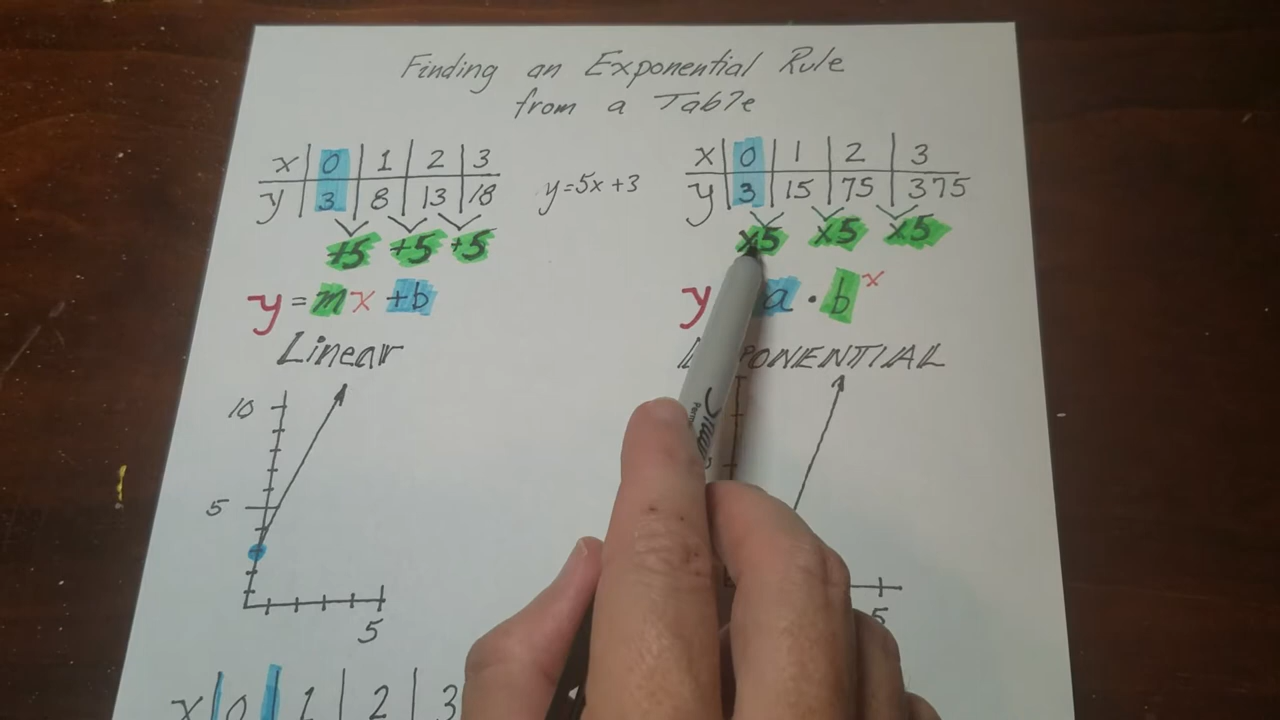 Finding an Exponential Rule
from a Table
x 0 1 2 3
y 3 8 13 18
+5 +5 +5
y=5x+3
x 0 1 2 3
y 3 15 75 375
x5 x5 x5
y = mx +b
y a · b^x
Linear
PONENTIAL
10
5
5
5
x 0 1 2 3